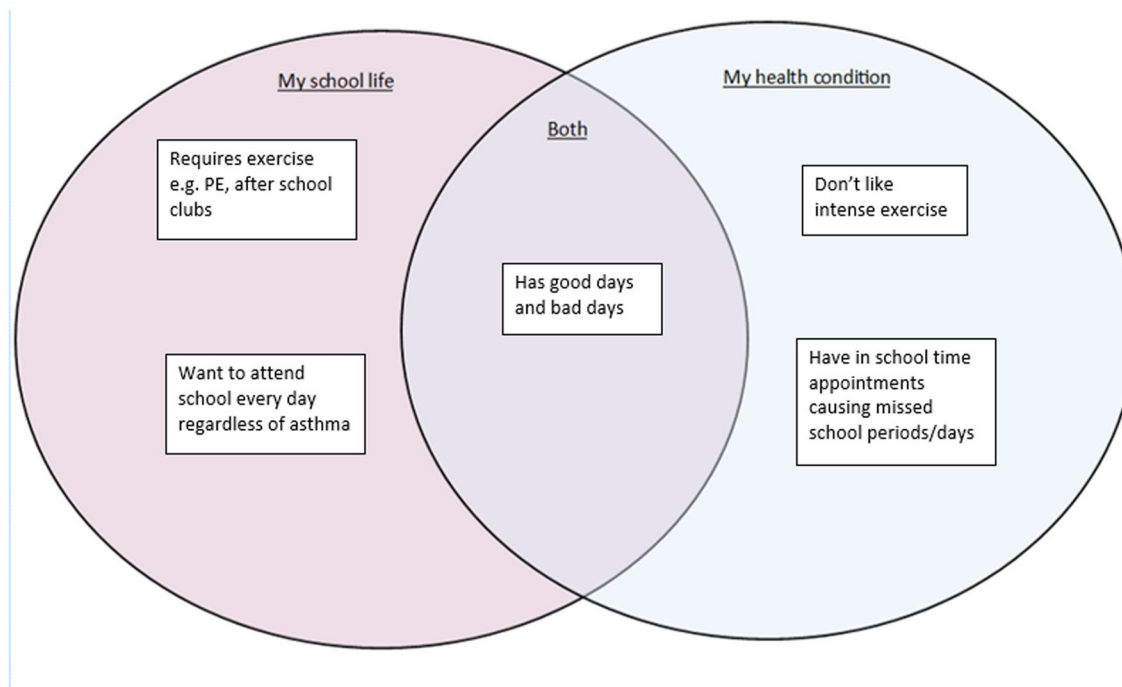 My school life
Requires exercise
e.g. PE, after school
clubs
Want to attend
school every day
regardless of asthma
Both
Has good days
and bad days
My health condition
Don’t like
intense exercise
Have in school time
appointments
causing missed
school periods/days